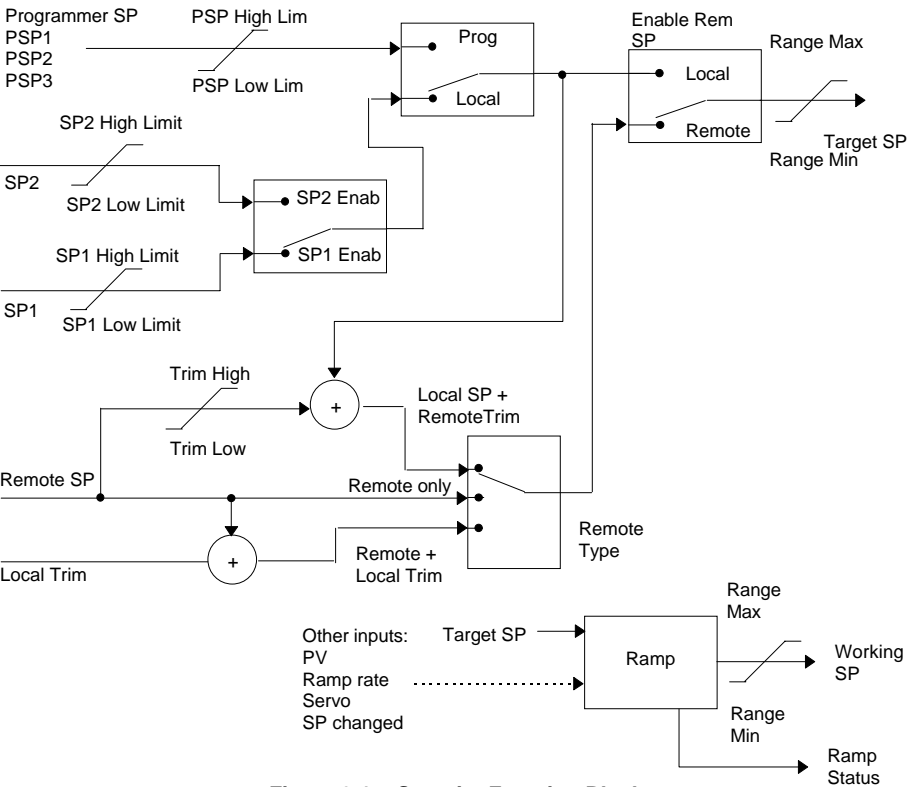 Programmer SP
PSP1
PSP2
PSP3
PSP High Lim
PSP Low Lim
Prog
Local
Enable Rem
SP
Local
Remote
Range Max
Range Min
Target SP
SP2 High Limit
SP2
SP2 Low Limit
SP2 Enab
SP1 Enab
SP1 High Limit
SP1
SP1 Low Limit
Trim High
Trim Low
+
Local SP +
RemoteTrim
Remote SP
Remote only
Remote
Type
+
Local Trim
Remote +
Local Trim
Other inputs:
PV
Ramp rate
Servo
SP changed
Target SP
Ramp
Range
Max
Working
SP
Range
Min
Ramp
Status